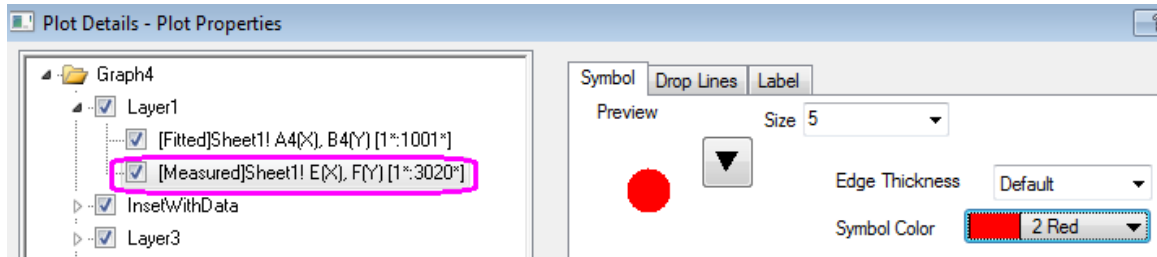 Plot Details - Plot Properties
Graph4
Layer1
[Fitted]Sheet1! A4(X), B4(Y) [1*:1001*]
[Measured]Sheet1! E(X), F(Y) [1*:3020*]
InsetWithData
Layer3
Symbol Drop Lines Label
Preview Size 5
Edge Thickness Default
Symbol Color 2 Red